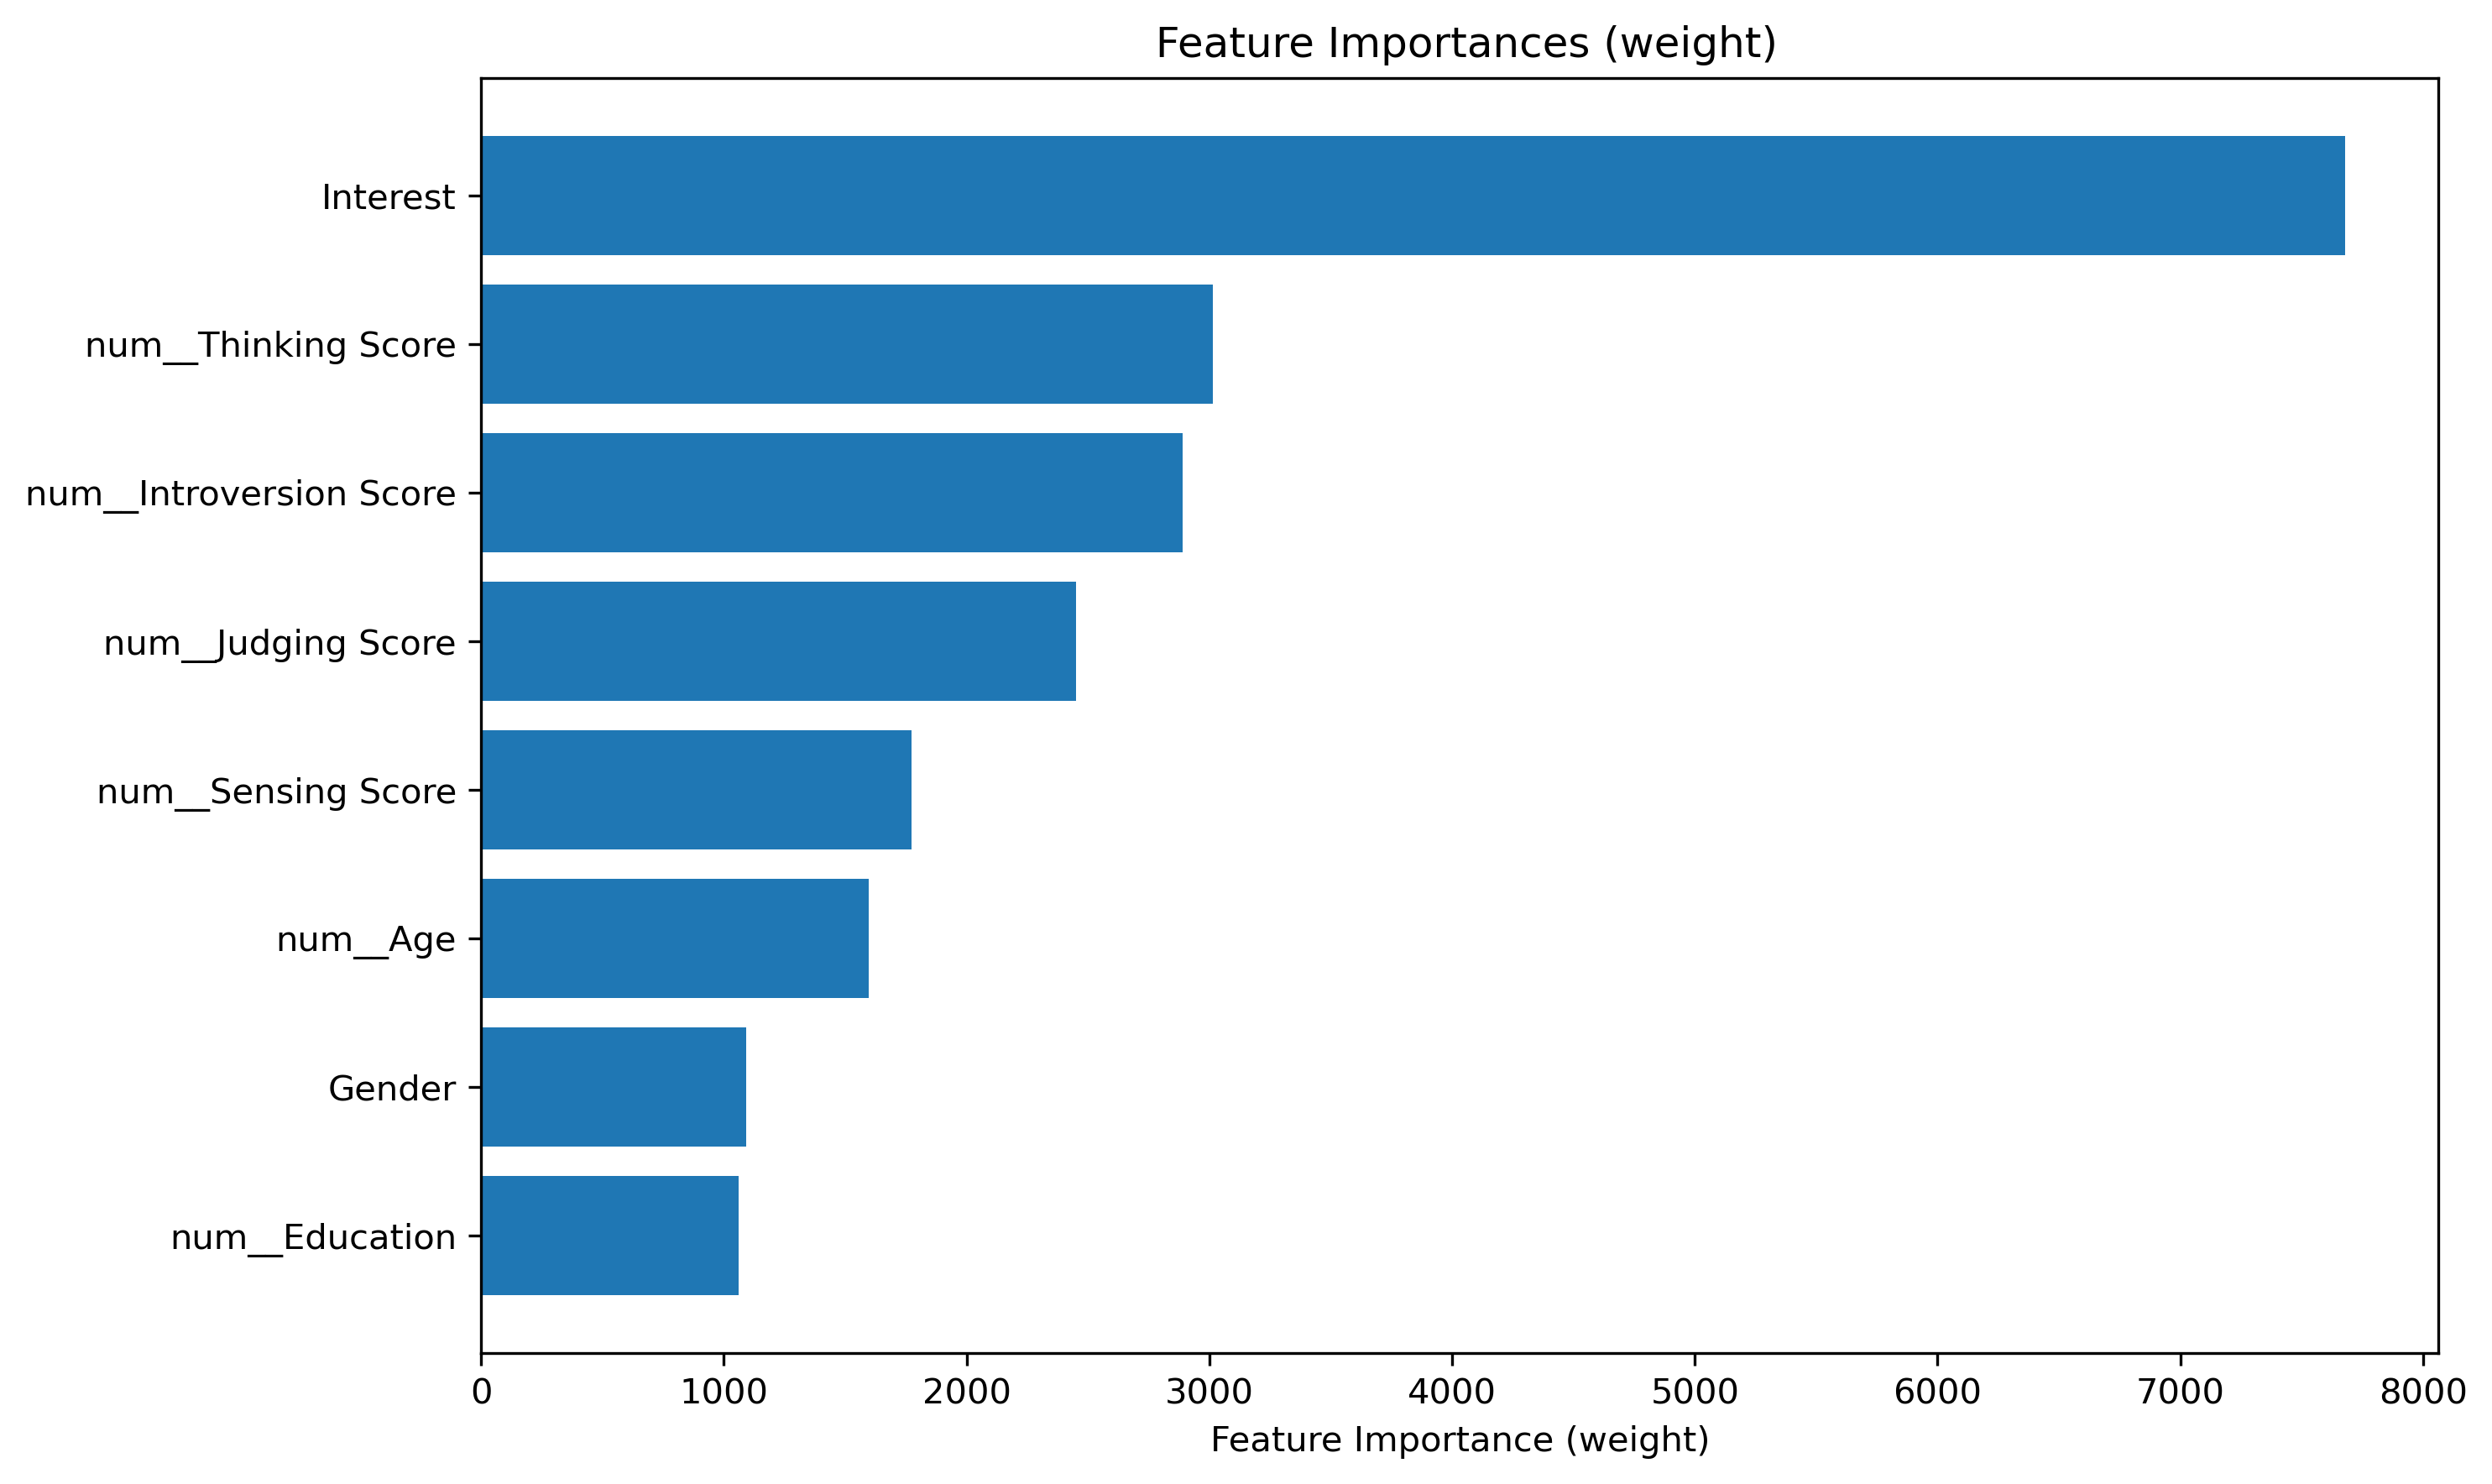 Feature Importances (weight)
Interest
num__Thinking Score
num__Introversion Score
num__Judging Score
num__Sensing Score
num__Age
Gender
num__Education
0 1000 2000 3000 4000 5000 6000 7000 8000
Feature Importance (weight)